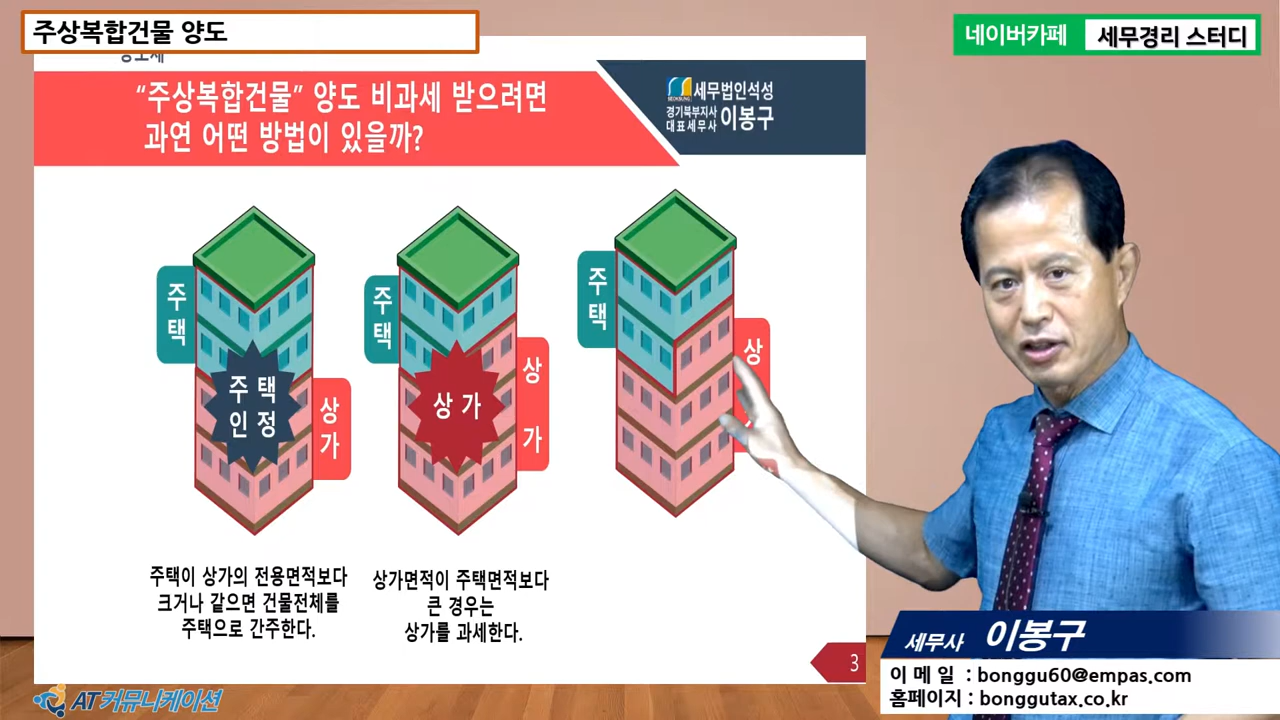 주상복합건물 양도
네이버카페 세무경리 스터디
“주상복합건물” 양도 비과세 받으려면
과연 어떤 방법이 있을까?
세무법인석성
경기북부지사
대표세무사 이봉구
주택
상가
주택
인정
주택
상가
상가
주택
상
주택이 상가의 전용면적보다
크거나 같으면 건물전체를
주택으로 간주한다.
상가면적이 주택면적보다
큰 경우는
상가를 과세한다.
3
세무사 이봉구
이 메 일 : bonggu60@empas.com
홈페이지 : bonggutax.co.kr
AT커뮤니케이션